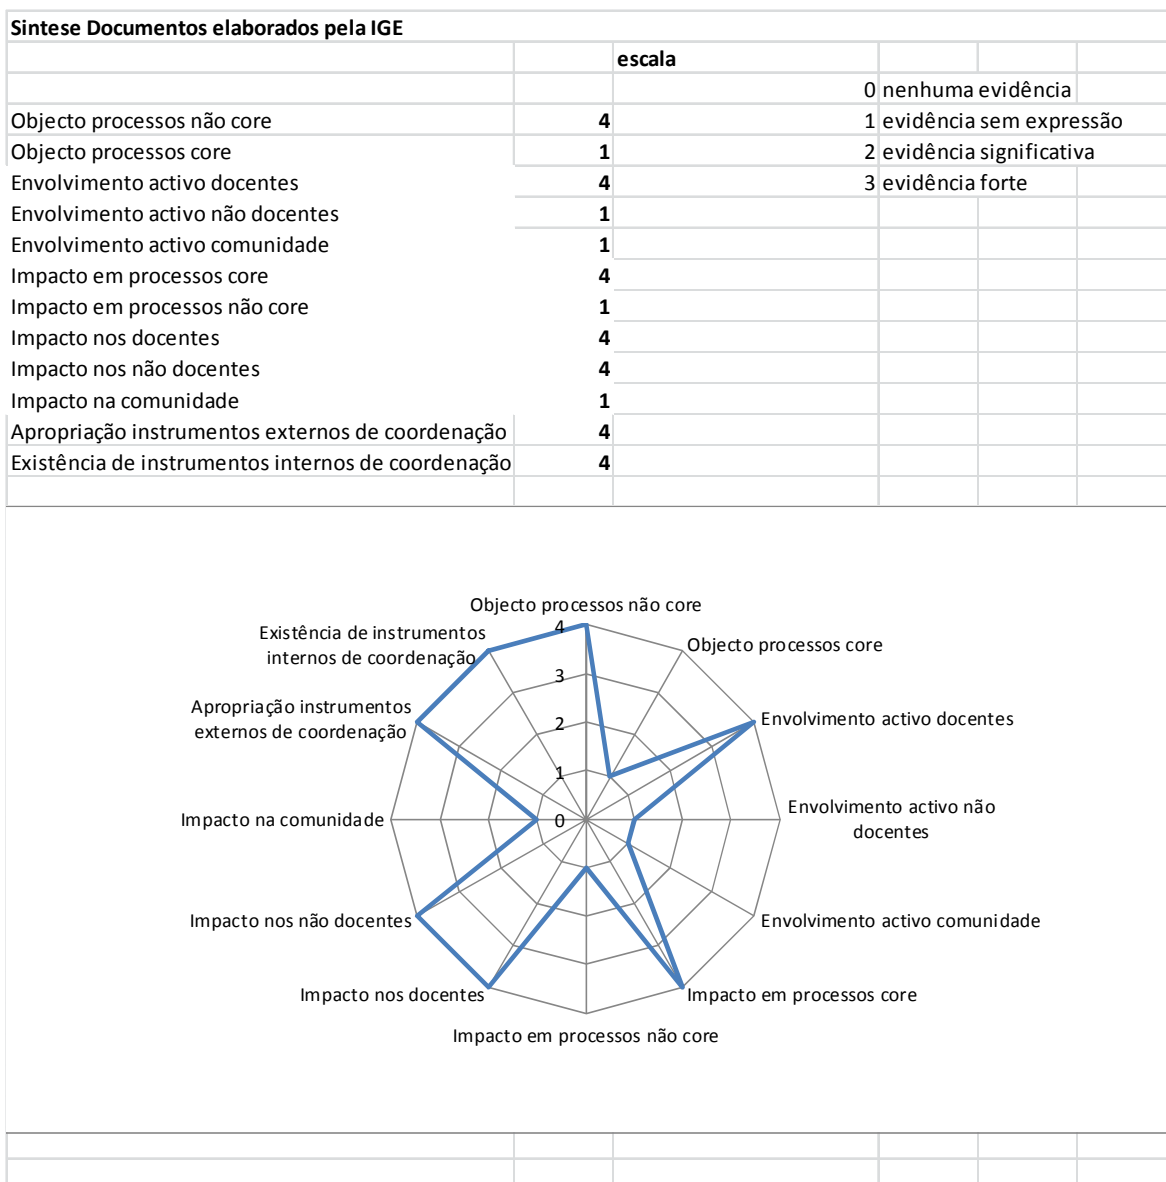 Sintese Documentos elaborados pela IGE
escala
0 nenhuma evidência
Objecto processos não core 4 1 evidência sem expressão
Objecto processos core 1 2 evidência significativa
Envolvimento activo docentes 4 3 evidência forte
Envolvimento activo não docentes 1
Envolvimento activo comunidade 1
Impacto em processos core 4
Impacto em processos não core 1
Impacto nos docentes 4
Impacto nos não docentes 4
Impacto na comunidade 1
Apropriação instrumentos externos de coordenação 4
Existência de instrumentos internos de coordenação 4
Objecto processos não core
4
Existência de instrumentos
internos de coordenação
Objecto processos core
3
Apropriação instrumentos
externos de coordenação
Envolvimento activo docentes
2
1
Impacto na comunidade
0
Envolvimento activo não
docentes
Impacto nos não docentes
Envolvimento activo comunidade
Impacto nos docentes
Impacto em processos core
Impacto em processos não core